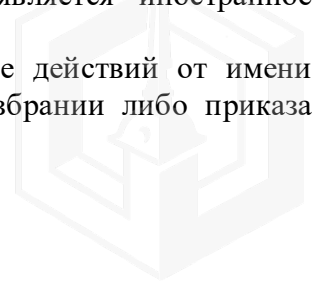 является иностранное
е действий от имени
збрании либо приказа